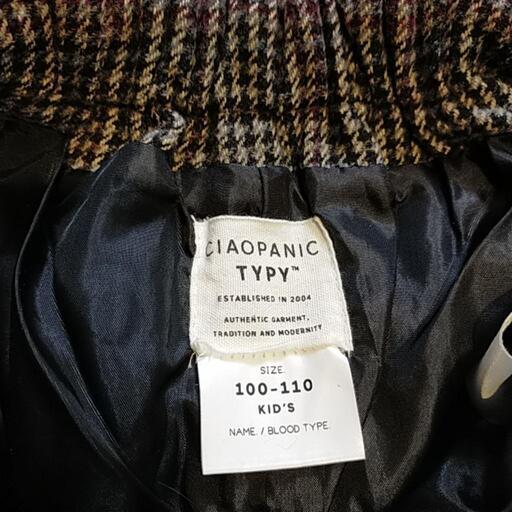 CIAOPANIC
TYPY™
ESTABLISHED IN 2004
AUTHENTIC GARMENT,
TRADITION AND MODERNITY
SIZE
100-110
KID'S
NAME. / BLOOD TYPE.